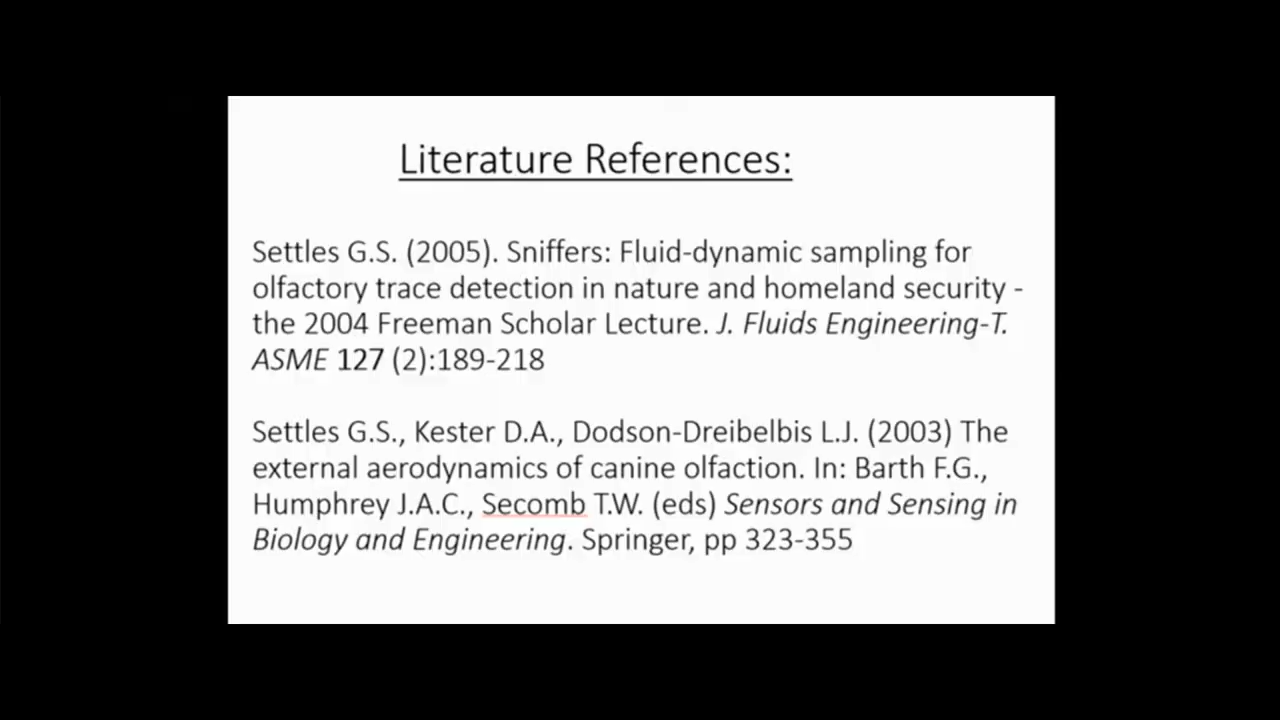 Literature References:
Settles G.S. (2005). Sniffers: Fluid-dynamic sampling for
olfactory trace detection in nature and homeland security -
the 2004 Freeman Scholar Lecture. J. Fluids Engineering-T.
ASME 127 (2):189-218
Settles G.S., Kester D.A., Dodson-Dreibelbis L.J. (2003) The
external aerodynamics of canine olfaction. In: Barth F.G.,
Humphrey J.A.C., Secomb T.W. (eds) Sensors and Sensing in
Biology and Engineering. Springer, pp 323-355